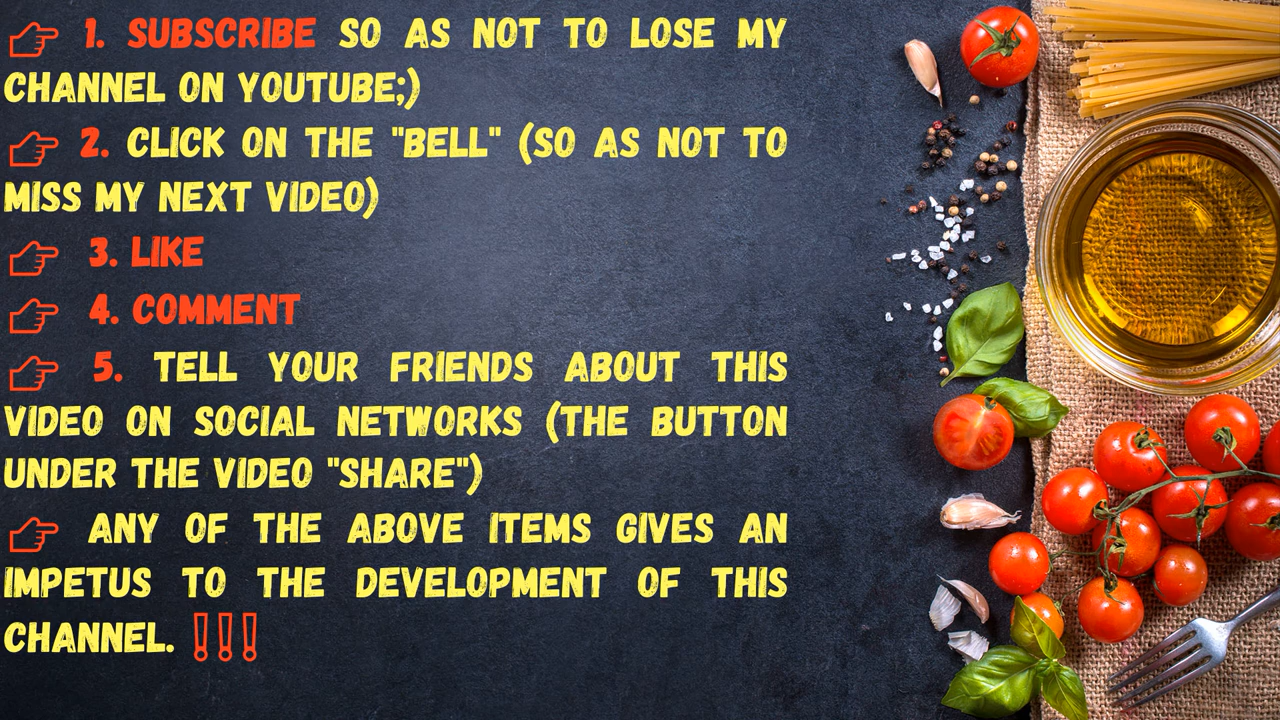 👉 1. SUBSCRIBE SO AS NOT TO LOSE MY
CHANNEL ON YOUTUBE;)
👉 2. CLICK ON THE "BELL" (SO AS NOT TO
MISS MY NEXT VIDEO)
👉 3. LIKE
👉 4. COMMENT
👉 5. TELL YOUR FRIENDS ABOUT THIS
VIDEO ON SOCIAL NETWORKS (THE BUTTON
UNDER THE VIDEO "SHARE")
👉 ANY OF THE ABOVE ITEMS GIVES AN
IMPETUS TO THE DEVELOPMENT OF THIS
CHANNEL. !!!